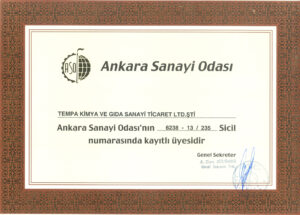 ASO
Ankara Sanayi Odası
TEMPA KİMYA VE GIDA SANAYİ TİCARET LTD.ŞTİ
Ankara Sanayi Odası'nın 6238 - 13 / 235 Sicil
numarasında kayıtlı üyesidir
Genel Sekreter